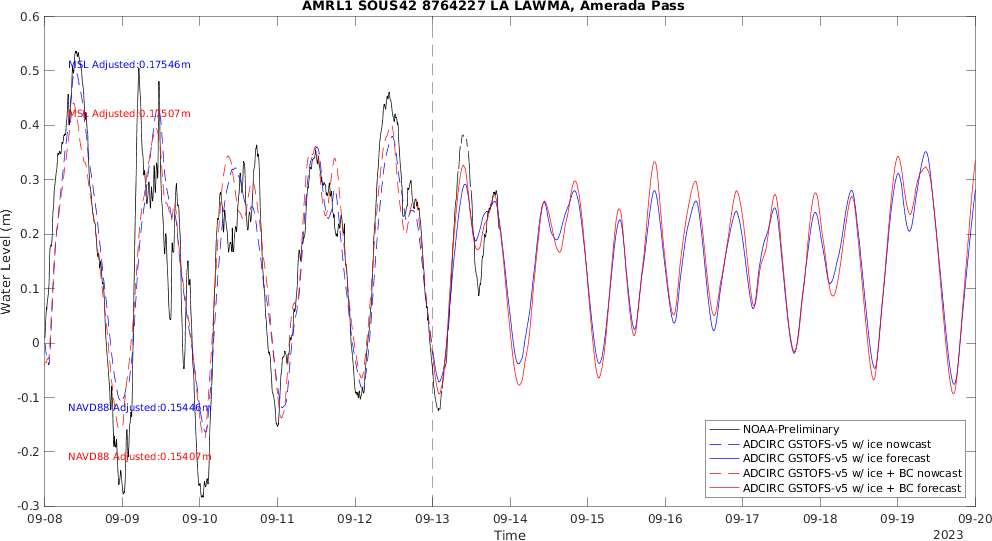 AMRL1 SOUS42 8764227 LA LAWMA, Amerada Pass
0.6
0.5
0.4
0.3
0.2
0.1
0
-0.1
-0.2
-0.3
Water Level (m)
MSL Adjusted:0.17546m
MSL Adjusted:0.17507m
NAVD88 Adjusted:0.15446m
NAVD88 Adjusted:0.15407m
NOAA-Preliminary
ADCIRC GSTOFS-v5 w/ ice nowcast
ADCIRC GSTOFS-v5 w/ ice forecast
ADCIRC GSTOFS-v5 w/ ice + BC nowcast
ADCIRC GSTOFS-v5 w/ ice + BC forecast
09-08 09-09 09-10 09-11 09-12 09-13 09-14 09-15 09-16 09-17 09-18 09-19 09-20
Time
2023